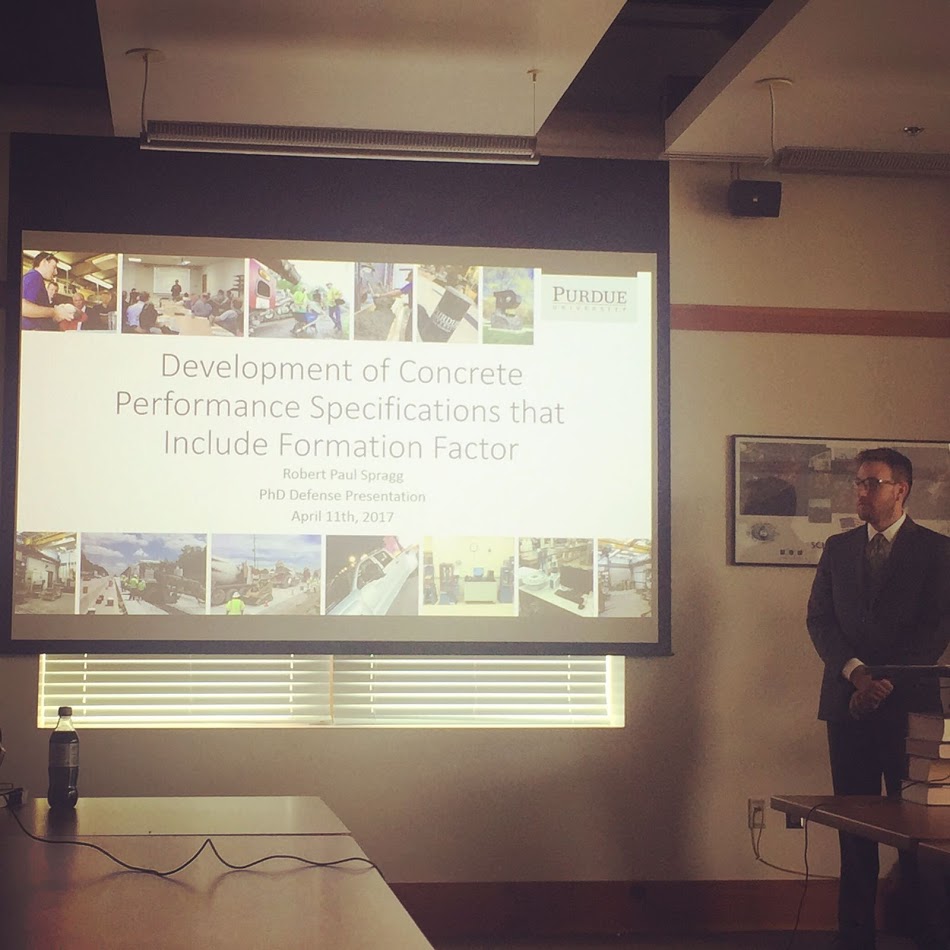 PURDUE
UNIVERSITY
Development of Concrete
Performance Specifications that
Include Formation Factor
Robert Paul Spragg
PhD Defense Presentation
April 11th, 2017